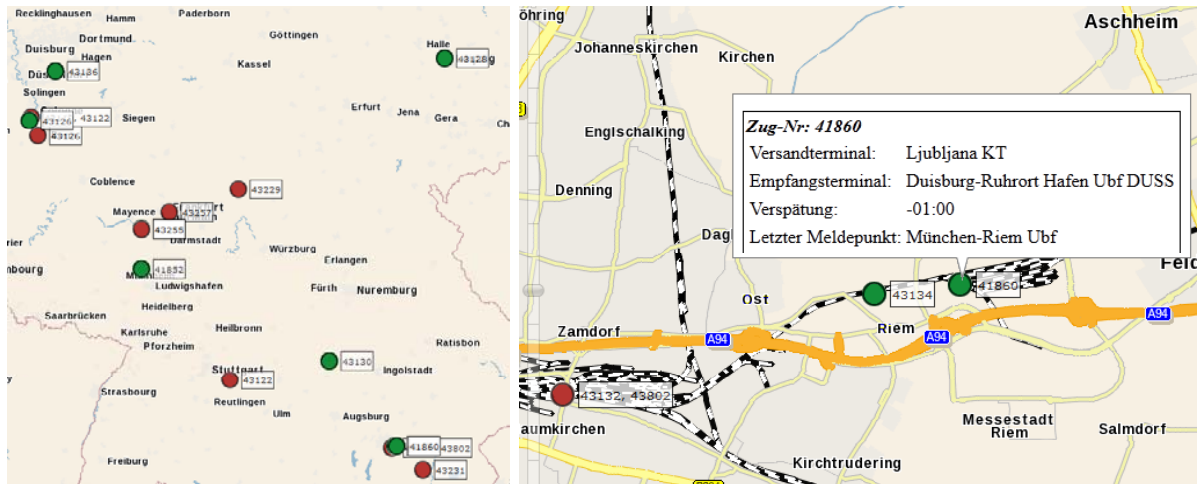 Recklinghausen
Hamm
Paderborn
Göttingen
Dortmund
Duisburg
Hagen
43136
Solingen
Kassel
Halle
43128
43126
, 43122
Siegen
43126
Erfurt
Jena
Gera
Coblence
43229
Mayence
43257
43255
Darmstadt
Würzburg
Erlangen
41852
Ludwigshafen
Fürth
Nuremburg
Heidelberg
Saarbrücken
Karlsruhe
Heilbronn
Pforzheim
Ratisbon
43130
Stuttgart
Ingolstadt
43122
Strasbourg
Reutlingen
Ulm
Augsburg
41860
43802
43231
Freiburg
Aschheim
Johanneskirchen
Kirchen
Englschalking
Denning
Zug-Nr: 41860
Versandterminal: Ljubljana KT
Empfangsterminal: Duisburg-Ruhrort Hafen Ubf DUSS
Verspätung: -01:00
Letzter Meldepunkt: München-Riem Ubf
43134
41860
Ost
Riem
Zamdorf
A94
A94
A94
43132, 43802
Messestadt
Riem
Salmdorf
Kirchtrudering